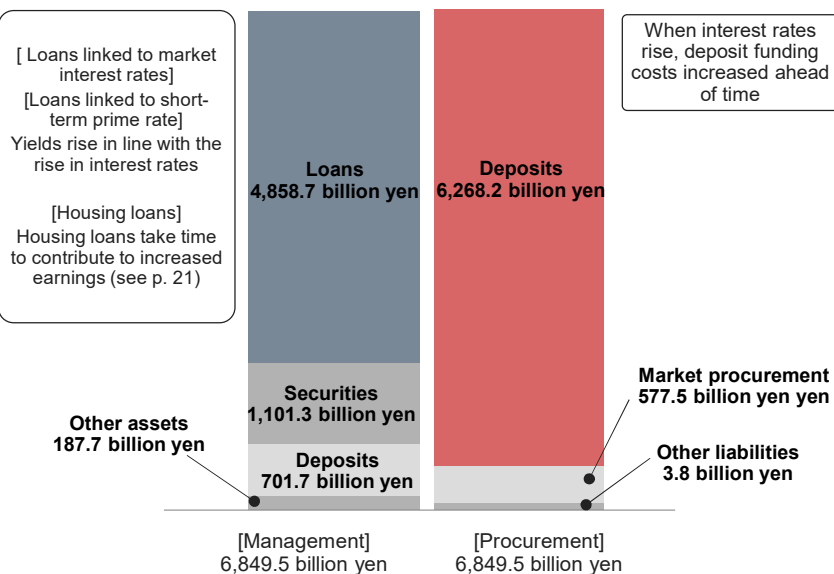 [ Loans linked to market
interest rates]
[Loans linked to short-
term prime rate]
Yields rise in line with the
rise in interest rates
[Housing loans]
Housing loans take time
to contribute to increased
earnings (see p. 21)
When interest rates
rise, deposit funding
costs increased ahead
of time
Loans
4,858.7 billion yen
Deposits
6,268.2 billion yen
Securities
1,101.3 billion yen
Deposits
701.7 billion yen
Other assets
187.7 billion yen
Market procurement
577.5 billion yen yen
Other liabilities
3.8 billion yen
[Management]
6,849.5 billion yen
[Procurement]
6,849.5 billion yen